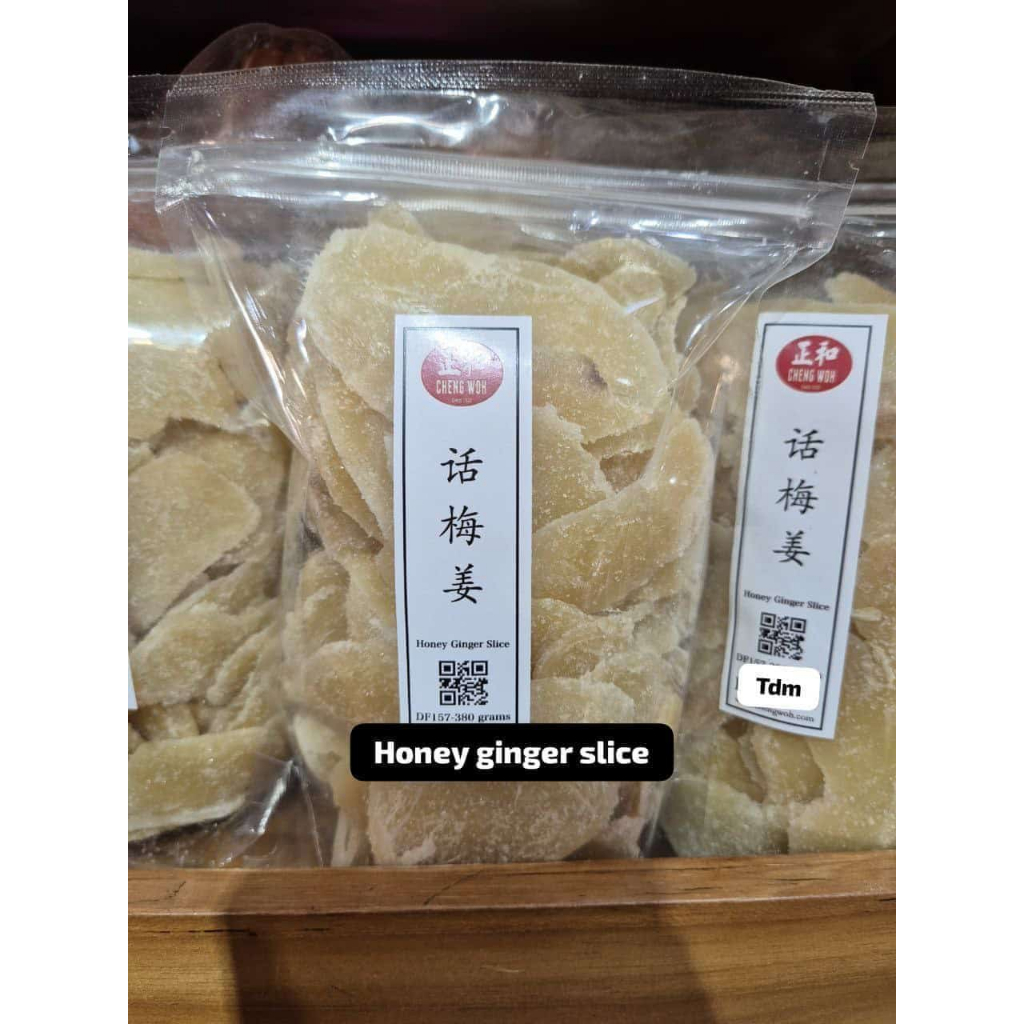 正和
CHENG WOH
话
梅
姜
Honey Ginger Slice
DF157-380 grams
Honey ginger slice
正和
CHENG WOH
话
梅
姜
Honey Ginger Slice
Tdm